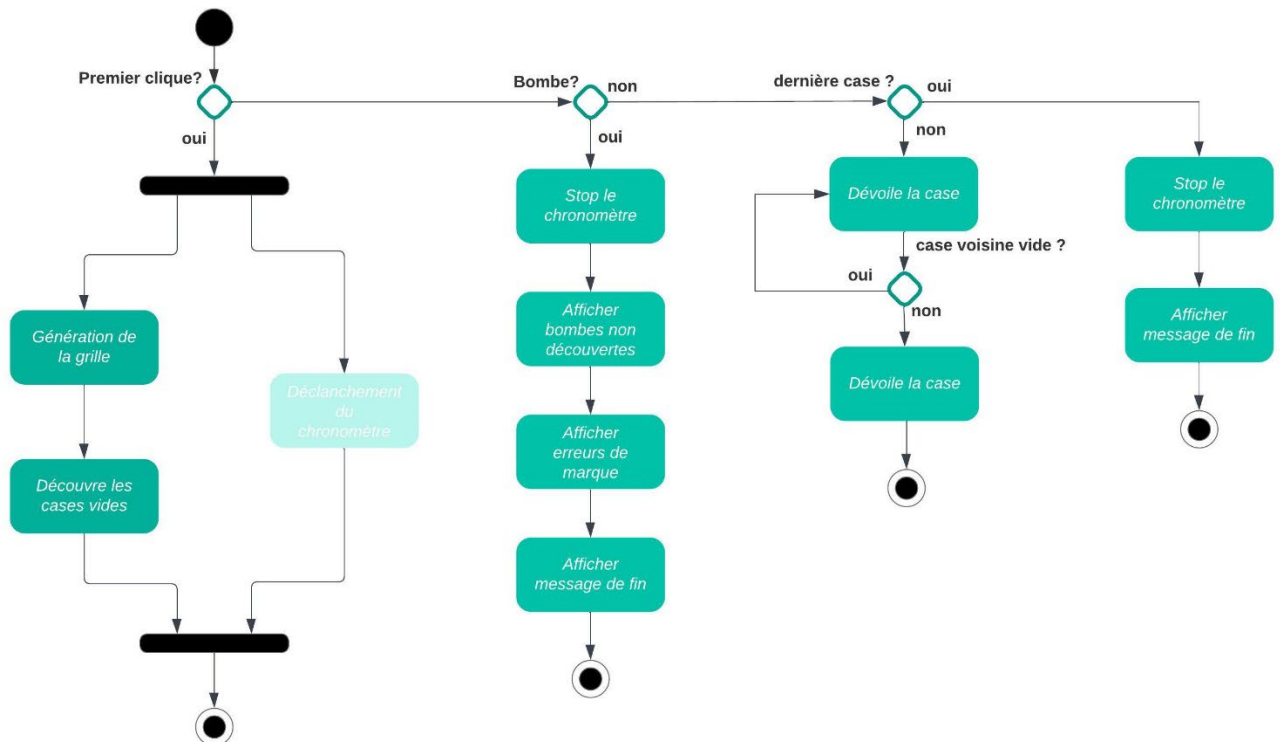 Premier clique?
oui
Génération de
la grille
Découvre les
cases vides
Déclanchement
du
chronomètre
Bombe?
non
oui
Stop le
chronomètre
Afficher
bombes non
découvertes
Afficher
erreurs de
marque
Afficher
message de fin
dernière case ?
oui
non
Dévoile la case
case voisine vide ?
oui
non
Dévoile la case
Stop le
chronomètre
Afficher
message de fin